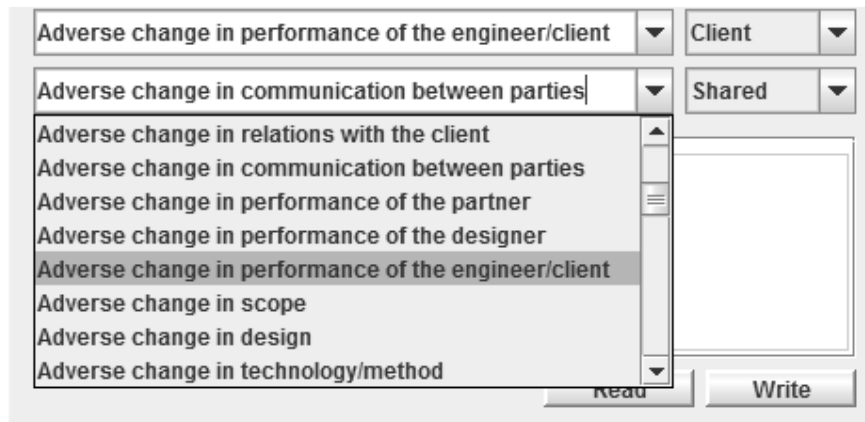 Adverse change in performance of the engineer/client Client
Adverse change in communication between parties Shared
Adverse change in relations with the client
Adverse change in communication between parties
Adverse change in performance of the partner
Adverse change in performance of the designer
Adverse change in performance of the engineer/client
Adverse change in scope
Adverse change in design
Adverse change in technology/method
Read Write